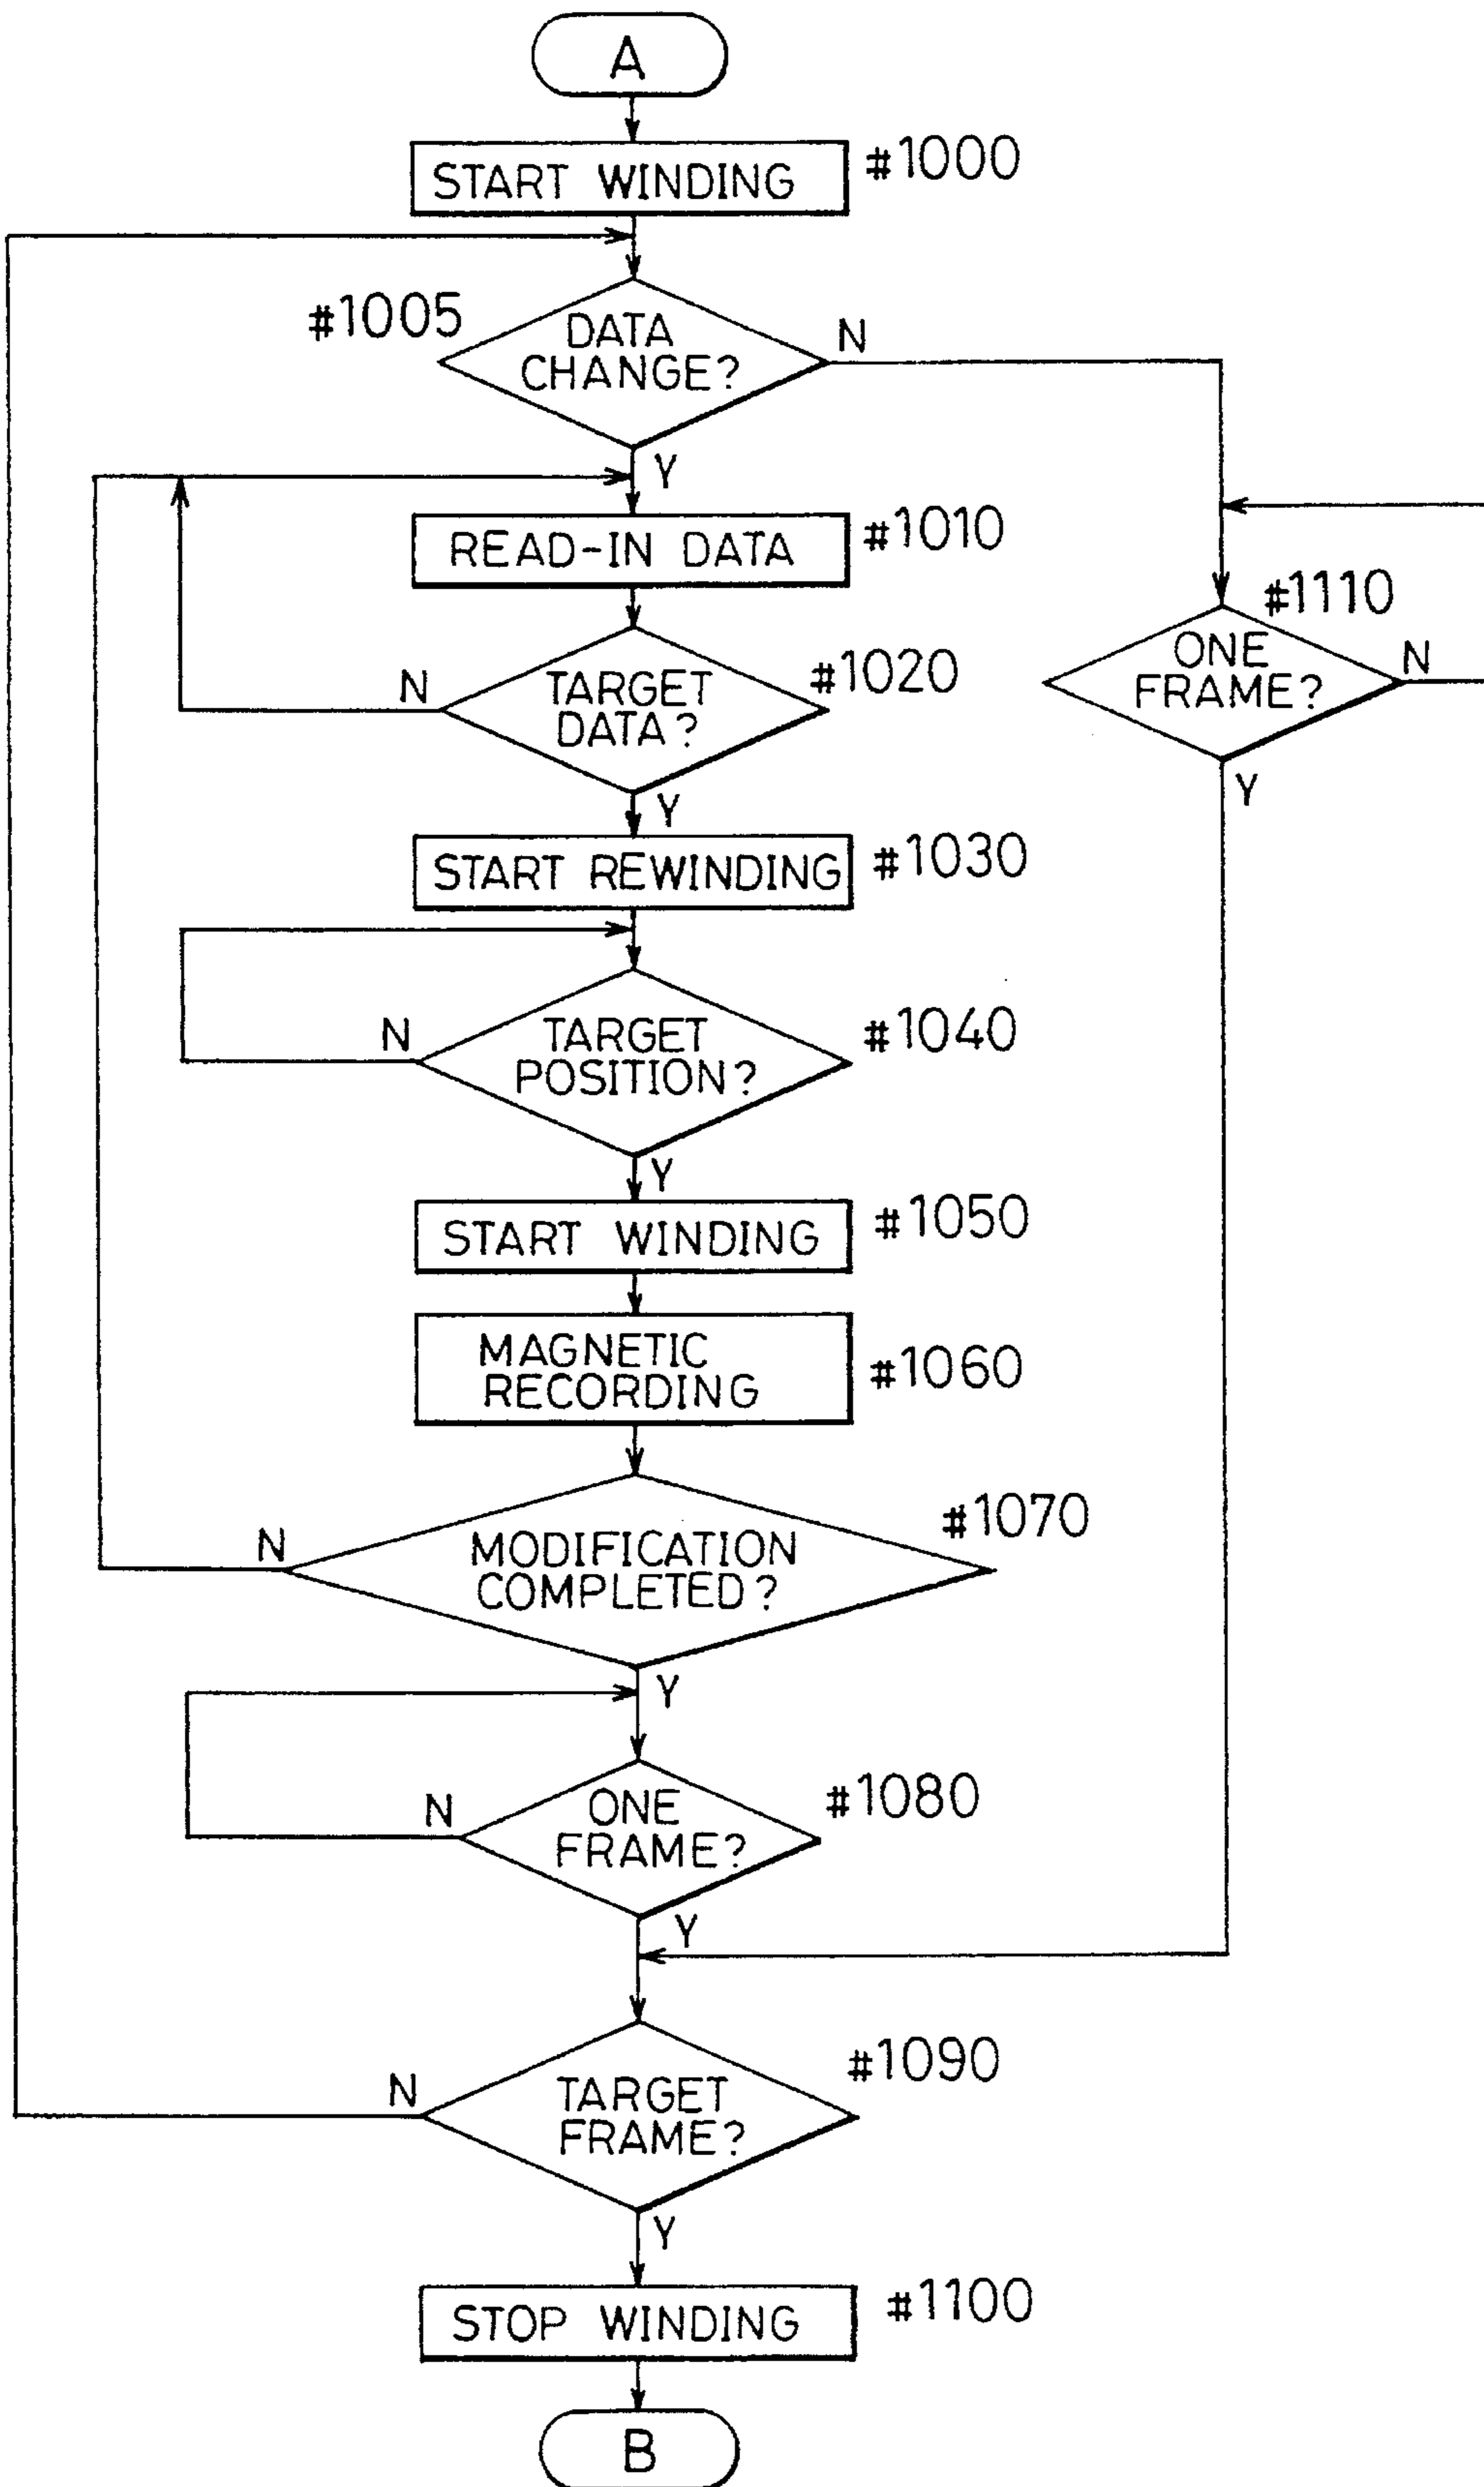 A
START WINDING #1000
#1005
DATA
CHANGE?
N
Y
READ-IN DATA #1010
TARGET
DATA?
#1020
N
Y
#1110
ONE
FRAME?
N
Y
START REWINDING #1030
TARGET
POSITION?
#1040
N
Y
START WINDING #1050
MAGNETIC
RECORDING
#1060
MODIFICATION
COMPLETED?
#1070
N
Y
ONE
FRAME?
#1080
N
Y
TARGET
FRAME?
#1090
N
Y
STOP WINDING #1100
B